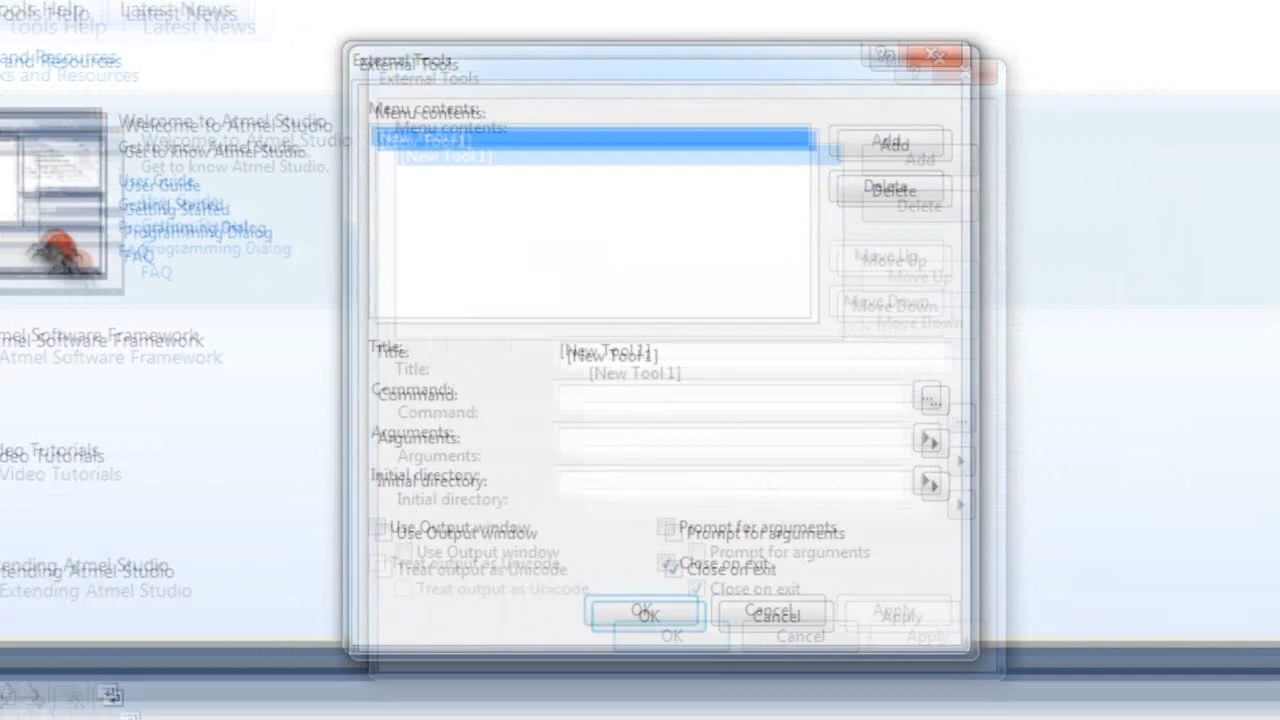 Tools Help
Latest News
and Resources
External Tools
Menu contents:
[New Tool 1]
Add
Delete
Move Up
Move Down
Welcome to Atmel Studio
Get to know Atmel Studio.
User Guide
Getting Started
Programming Dialog
FAQ
Atmel Software Framework
Title:
[New Tool 1]
Command:
...
Arguments:
Initial directory:
Video Tutorials
Use Output window
Prompt for arguments
Treat output as Unicode
Close on exit
Extending Atmel Studio
OK
Cancel
Apply